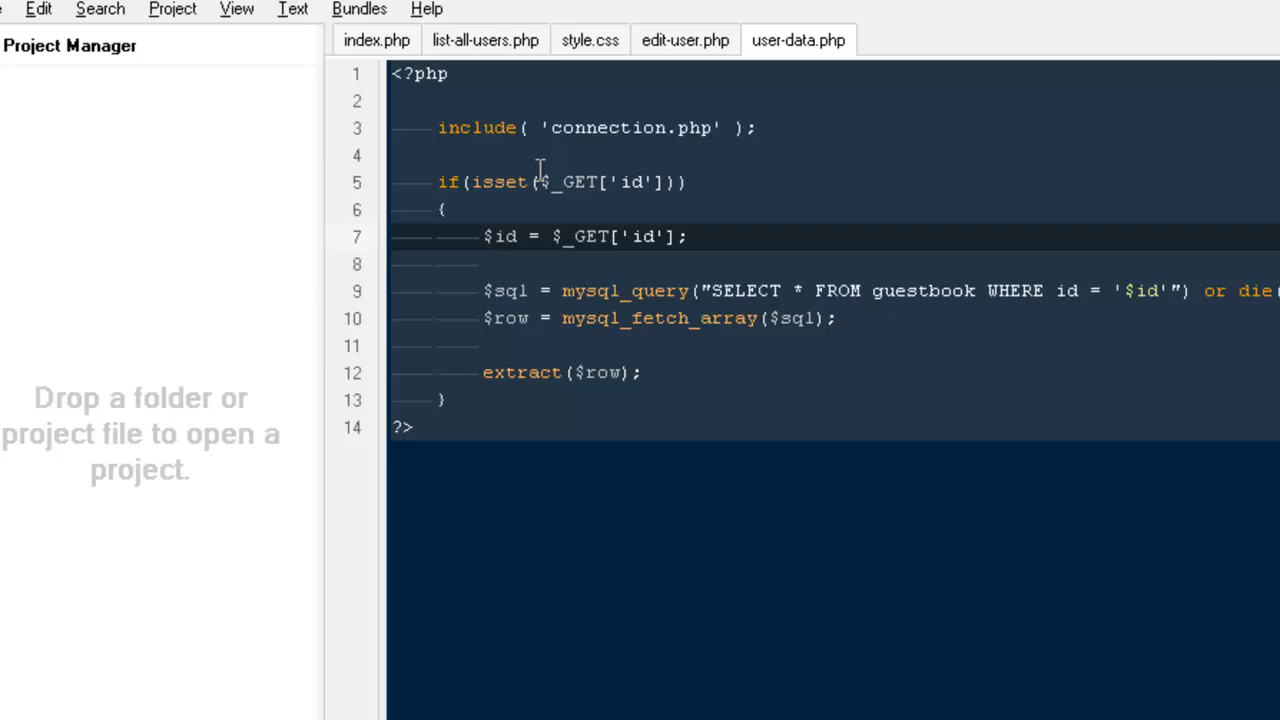 Edit Search Project View Text Bundles Help
Project Manager
index.php list-all-users.php style.css edit-user.php user-data.php
1 <?php
2
3 include( 'connection.php' );
4
5 if(isset($_GET['id']))
6 {
7 $id = $_GET['id'];
8
9 $sql = mysql_query("SELECT * FROM guestbook WHERE id = '$id'") or die
10 $row = mysql_fetch_array($sql);
11
12 extract($row);
13 }
14 ?>
Drop a folder or
project file to open a
project.